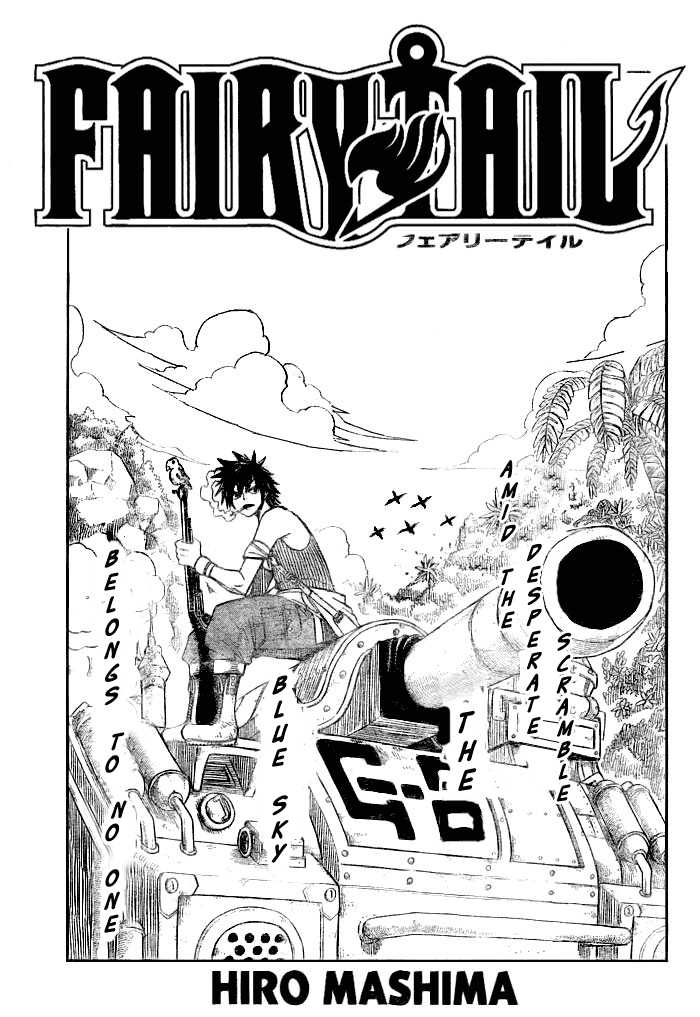 FAIRY TAIL
フェアリーテイル
AMID THE
DESPERATE
SCRAMBLE
THE
BLUE SKY
BELONGS TO NO ONE
HIRO MASHIMA